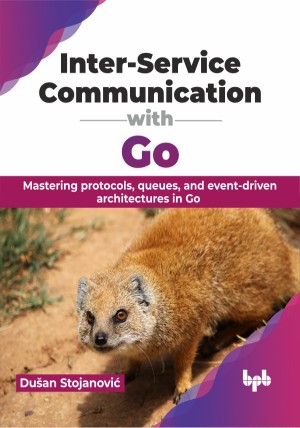 Inter-Service
Communication
with
Go
Mastering protocols, queues, and event-driven
architectures in Go
Dušan Stojanović
bpb